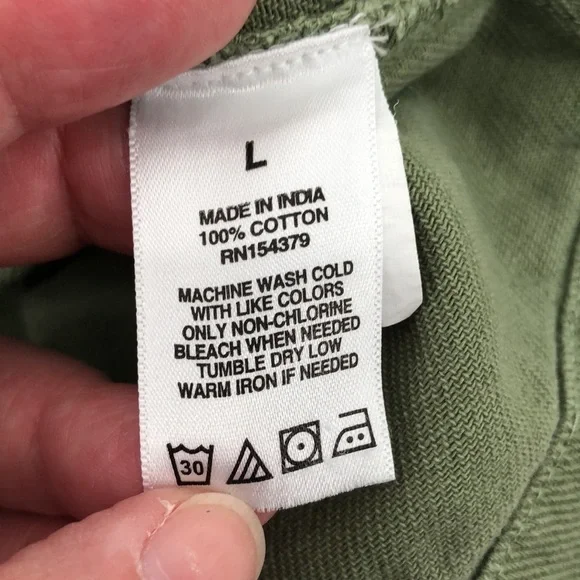 L
MADE IN INDIA
100% COTTON
RN154379
MACHINE WASH COLD
WITH LIKE COLORS
ONLY NON-CHLORINE
BLEACH WHEN NEEDED
TUMBLE DRY LOW
WARM IRON IF NEEDED
30